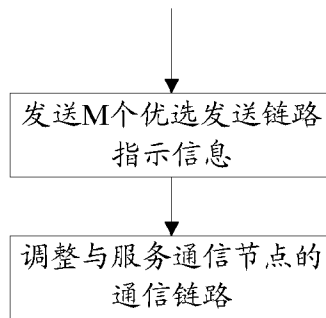 发送M个优选发送链路
指示信息
调整与服务通信节点的
通信链路